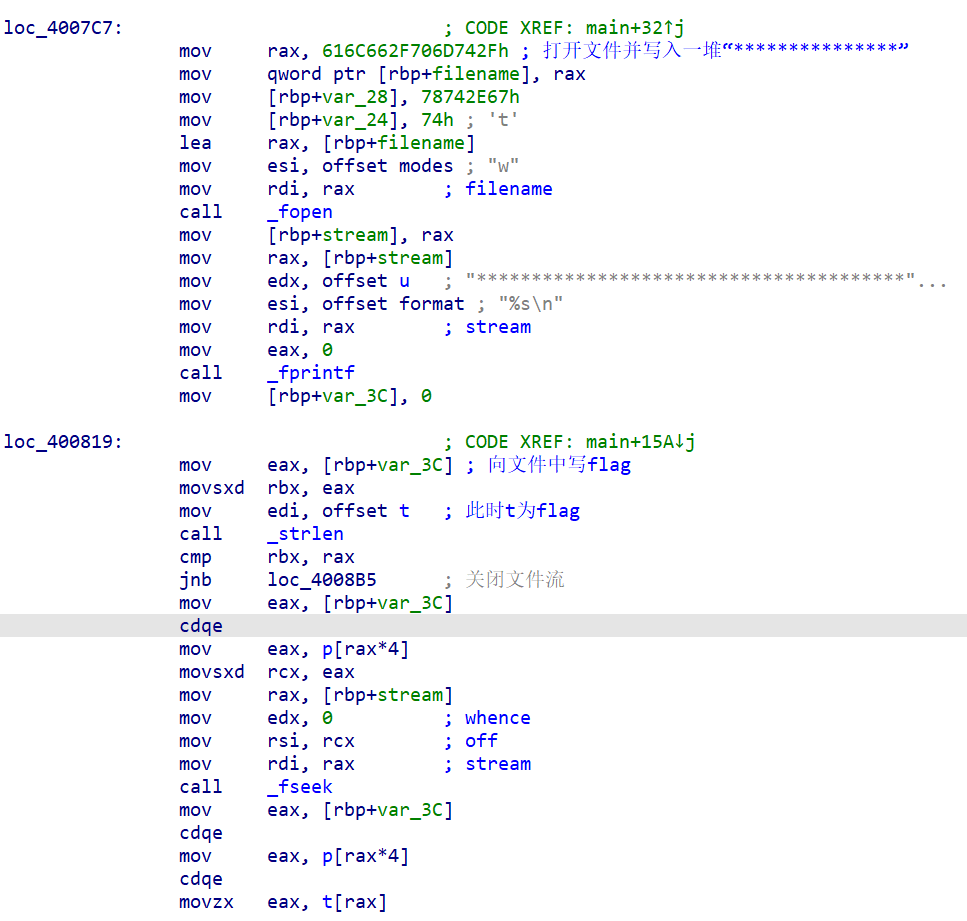 loc_4007C7: ; CODE XREF: main+32↑j
mov rax, 616C662F706D742Fh ; 打开文件并写入一堆“***************”
mov qword ptr [rbp+filename], rax
mov [rbp+var_28], 78742E67h
mov [rbp+var_24], 74h ; 't'
lea rax, [rbp+filename]
mov esi, offset modes ; "w"
mov rdi, rax ; filename
call _fopen
mov [rbp+stream], rax
mov rax, [rbp+stream]
mov edx, offset u ; "***************************************"...
mov esi, offset format ; "%s\n"
mov rdi, rax ; stream
mov eax, 0
call _fprintf
mov [rbp+var_3C], 0
loc_400819: ; CODE XREF: main+15A↓j
mov eax, [rbp+var_3C] ; 向文件中写flag
movsxd rbx, eax
mov edi, offset t ; 此时t为flag
call _strlen
cmp rbx, rax
jnb loc_4008B5 ; 关闭文件流
mov eax, [rbp+var_3C]
cdqe
mov eax, p[rax*4]
movsxd rcx, eax
mov rax, [rbp+stream]
mov edx, 0 ; whence
mov rsi, rcx ; off
mov rdi, rax ; stream
call _fseek
mov eax, [rbp+var_3C]
cdqe
mov eax, p[rax*4]
cdqe
movzx eax, t[rax]